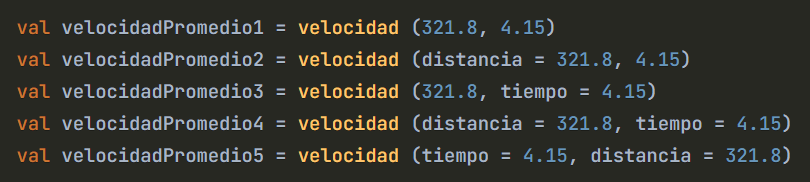 val velocidadPromedio1 = velocidad (321.8, 4.15)
val velocidadPromedio2 = velocidad (distancia = 321.8, 4.15)
val velocidadPromedio3 = velocidad (321.8, tiempo = 4.15)
val velocidadPromedio4 = velocidad (distancia = 321.8, tiempo = 4.15)
val velocidadPromedio5 = velocidad (tiempo = 4.15, distancia = 321.8)